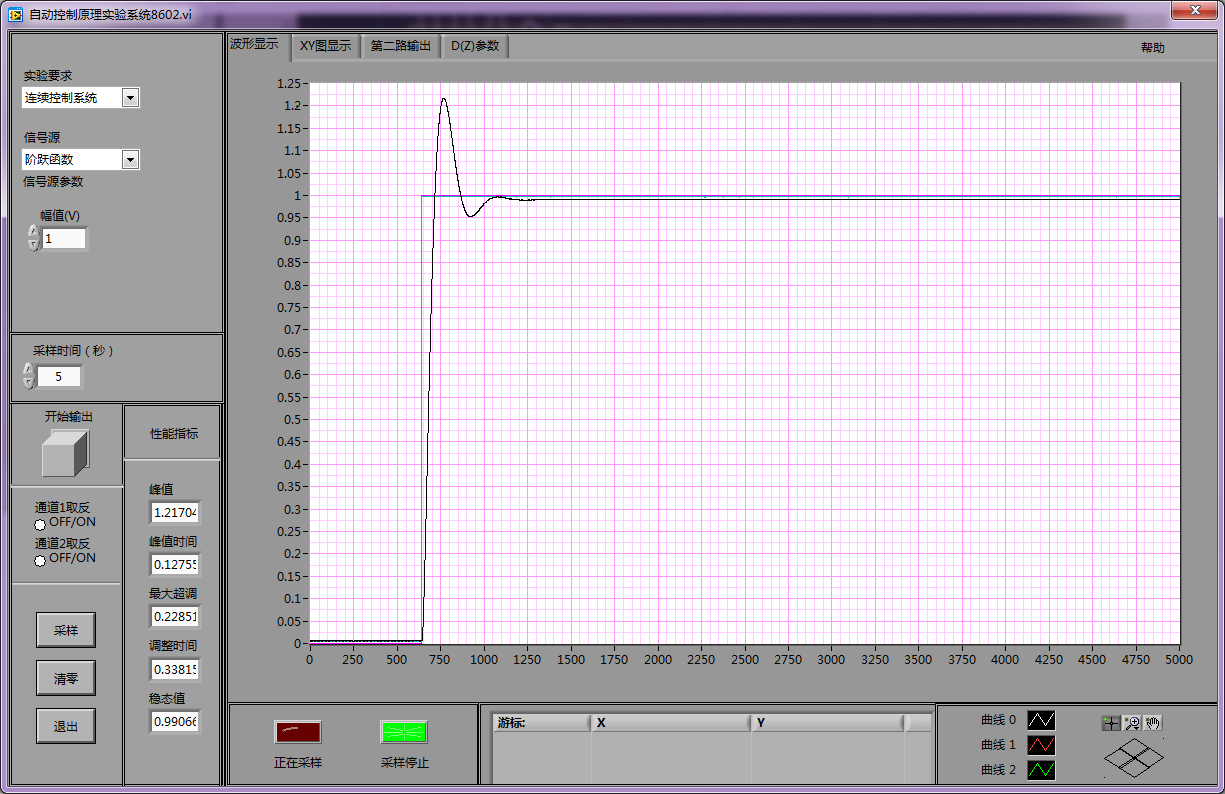 自动控制原理实验系统8602.vi
实验要求
连续控制系统
信号源
阶跃函数
信号源参数
幅值(V)
1
采样时间（秒）
5
开始输出
通道1取反
OFF/ON
通道2取反
OFF/ON
采样
清零
退出
性能指标
峰值
1.21704
峰值时间
0.12755
最大超调
0.22851
调整时间
0.33815
稳态值
0.99066
波形显示 XY图显示 第二路输出 D(Z)参数 帮助
1.25
1.2
1.15
1.1
1.05
1
0.95
0.9
0.85
0.8
0.75
0.7
0.65
0.6
0.55
0.5
0.45
0.4
0.35
0.3
0.25
0.2
0.15
0.1
0.05
0
0 250 500 750 1000 1250 1500 1750 2000 2250 2500 2750 3000 3250 3500 3750 4000 4250 4500 4750 5000
正在采样 采样停止
游标: X Y
曲线 0
曲线 1
曲线 2